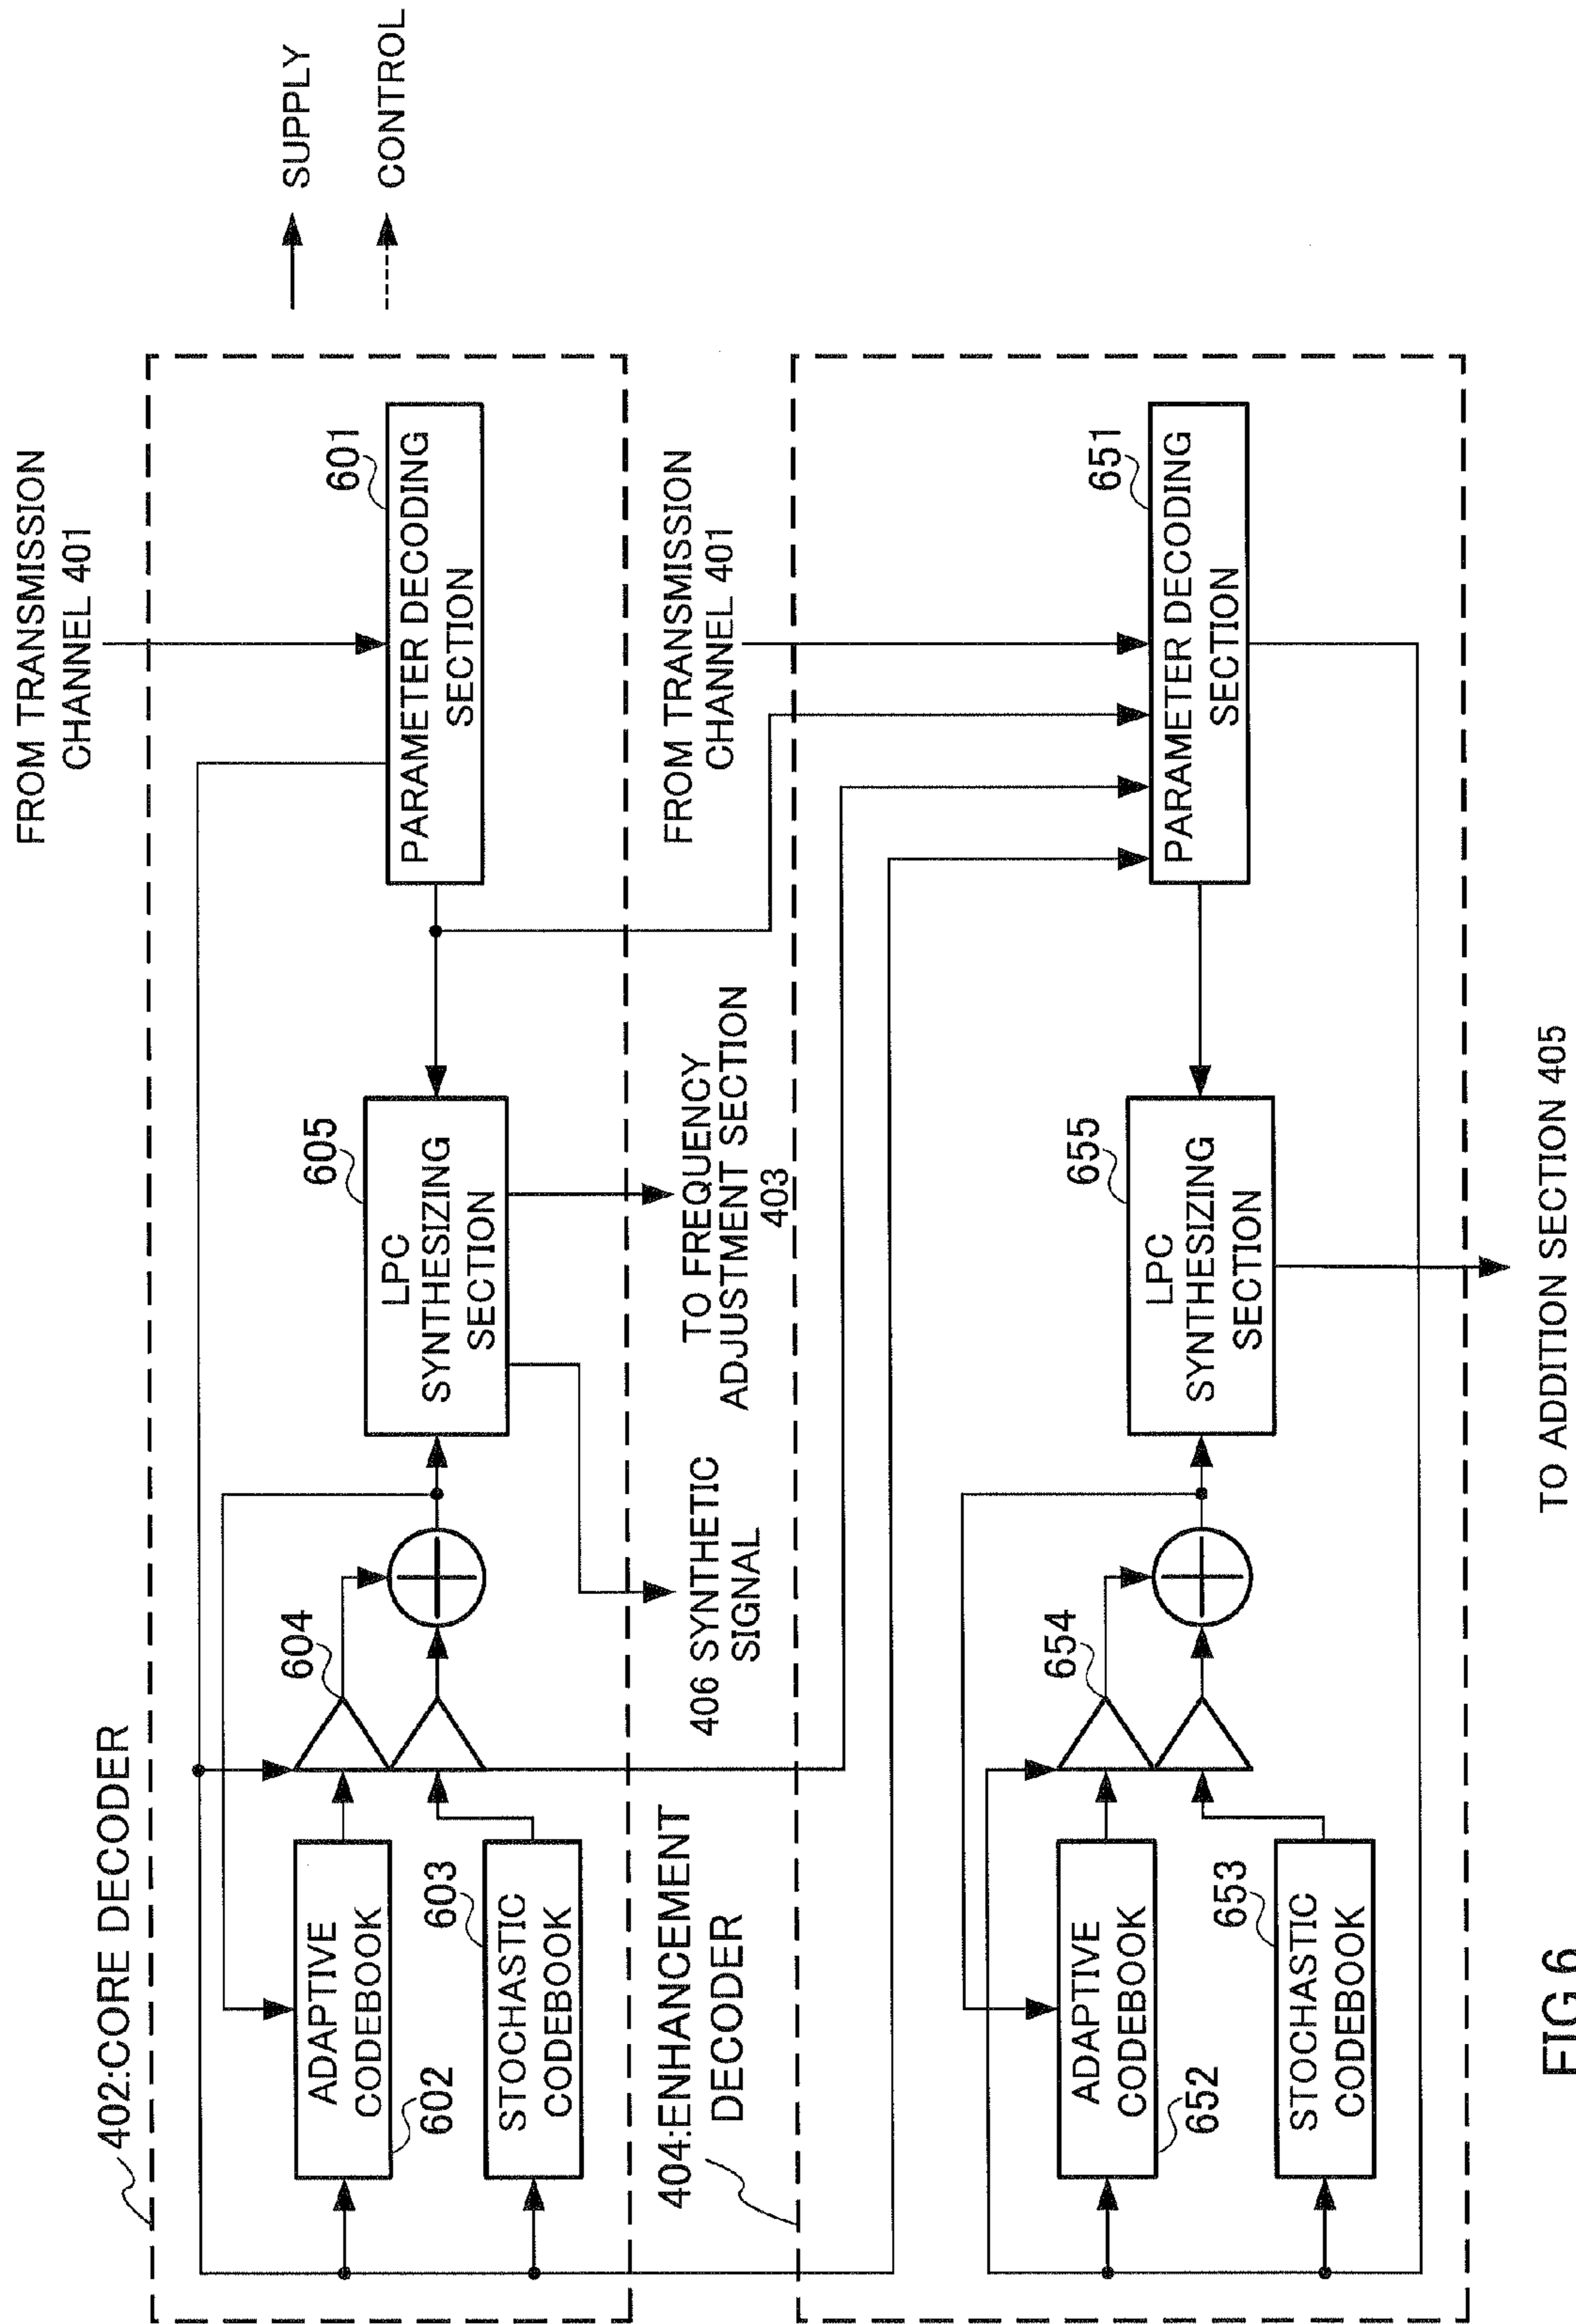 FROM TRANSMISSION
CHANNEL 401
SUPPLY
CONTROL
402:CORE DECODER
601
PARAMETER DECODING
SECTION
605
LPC
SYNTHESIZING
SECTION
604
ADAPTIVE
CODEBOOK
602
603
STOCHASTIC
CODEBOOK
406 SYNTHETIC
SIGNAL
TO FREQUENCY
ADJUSTMENT SECTION
403
FROM TRANSMISSION
CHANNEL 401
404:ENHANCEMENT
DECODER
651
PARAMETER DECODING
SECTION
655
LPC
SYNTHESIZING
SECTION
654
ADAPTIVE
CODEBOOK
652
653
STOCHASTIC
CODEBOOK
TO ADDITION SECTION 405
FIG.6